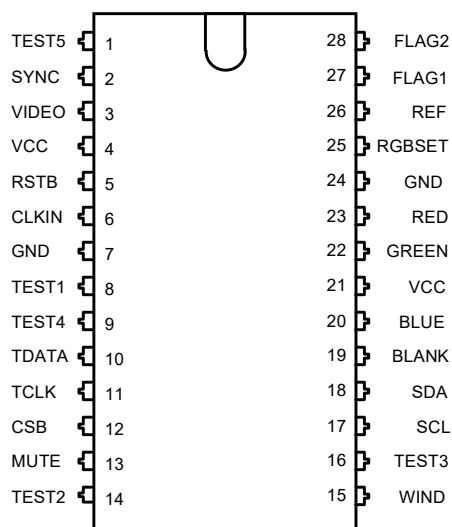 TEST5 1 28 FLAG2
SYNC 2 27 FLAG1
VIDEO 3 26 REF
VCC 4 25 RGBSET
RSTB 5 24 GND
CLKIN 6 23 RED
GND 7 22 GREEN
TEST1 8 21 VCC
TEST4 9 20 BLUE
TDATA 10 19 BLANK
TCLK 11 18 SDA
CSB 12 17 SCL
MUTE 13 16 TEST3
TEST2 14 15 WIND